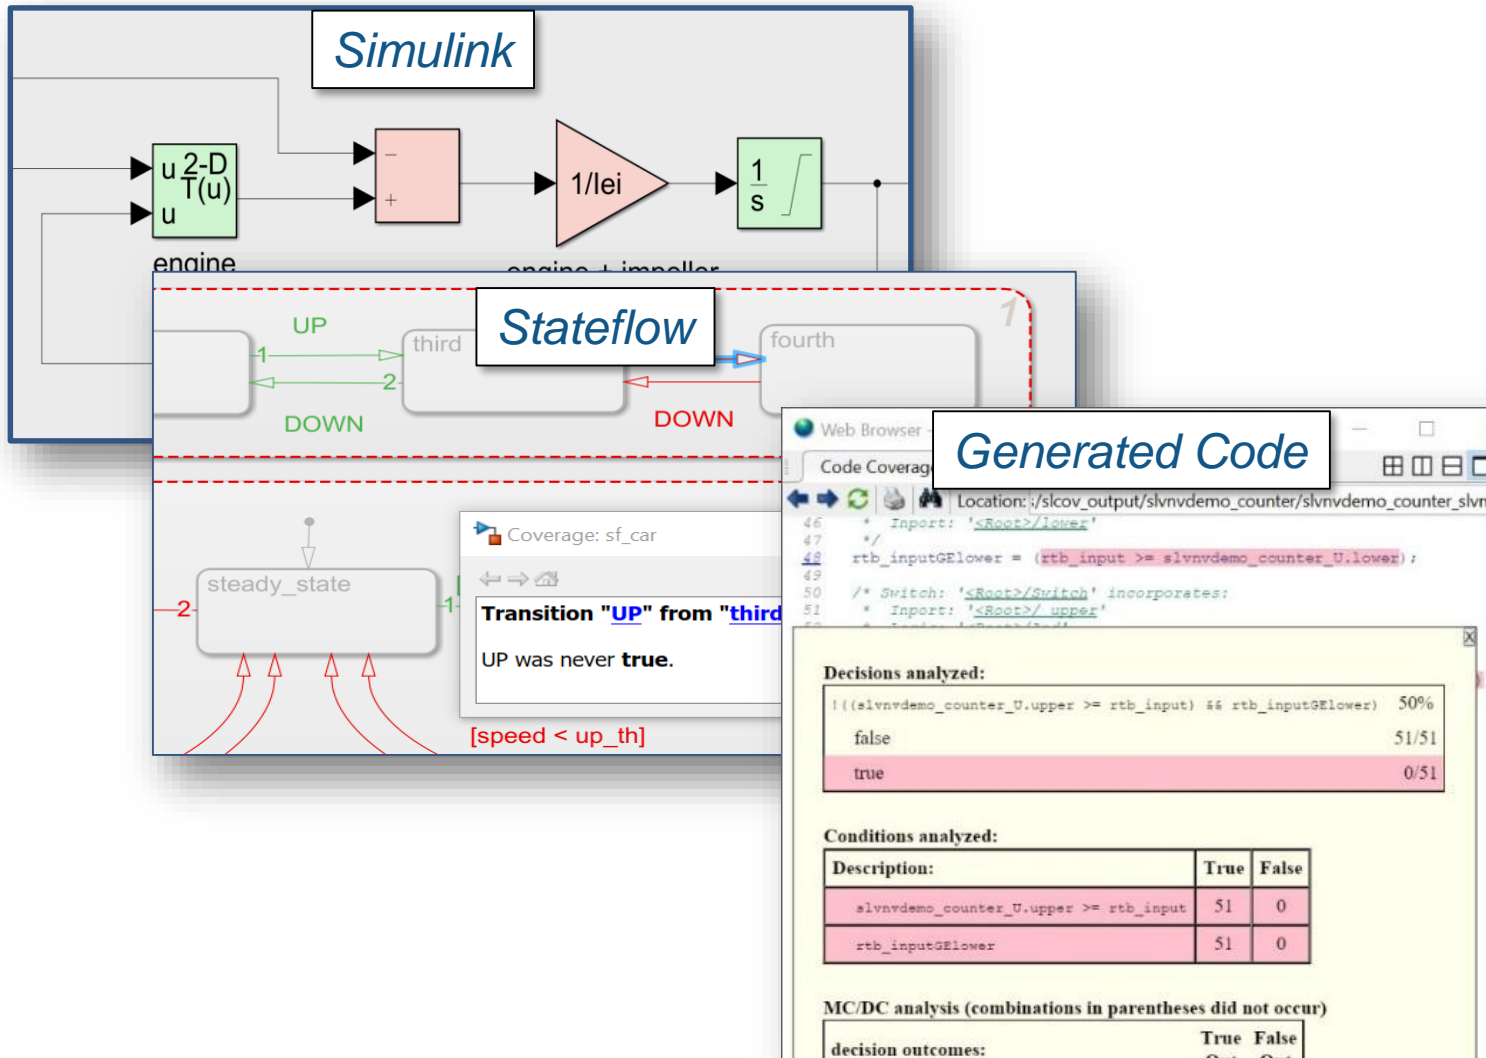 Simulink
u 2-D
T(u)
u
−
+
1/Iei
1
s
engine
engine + impeller
Stateflow
1
UP
third
fourth
1
2
DOWN
DOWN
steady_state
2
1
Coverage: sf_car
Transition "UP" from "third
UP was never true.
[speed < up_th]
Generated Code
Web Browser -
Code Coverag
Location: :/slcov_output/slvnvdemo_counter/slvnvdemo_counter_slvn
46 * Inport: '<Root>/lower'
47 */
48 rtb_inputGElower = (rtb_input >= slvnvdemo_counter_U.lower);
49
50 /* Switch: '<Root>/Switch' incorporates:
51 * Inport: '<Root>/ upper'
X
Decisions analyzed:
!((slvnvdemo_counter_U.upper >= rtb_input) && rtb_inputGElower) 50%
false 51/51
true 0/51
Conditions analyzed:
Description: True False
slvnvdemo_counter_U.upper >= rtb_input 51 0
rtb_inputGElower 51 0
MC/DC analysis (combinations in parentheses did not occur)
decision outcomes: True False